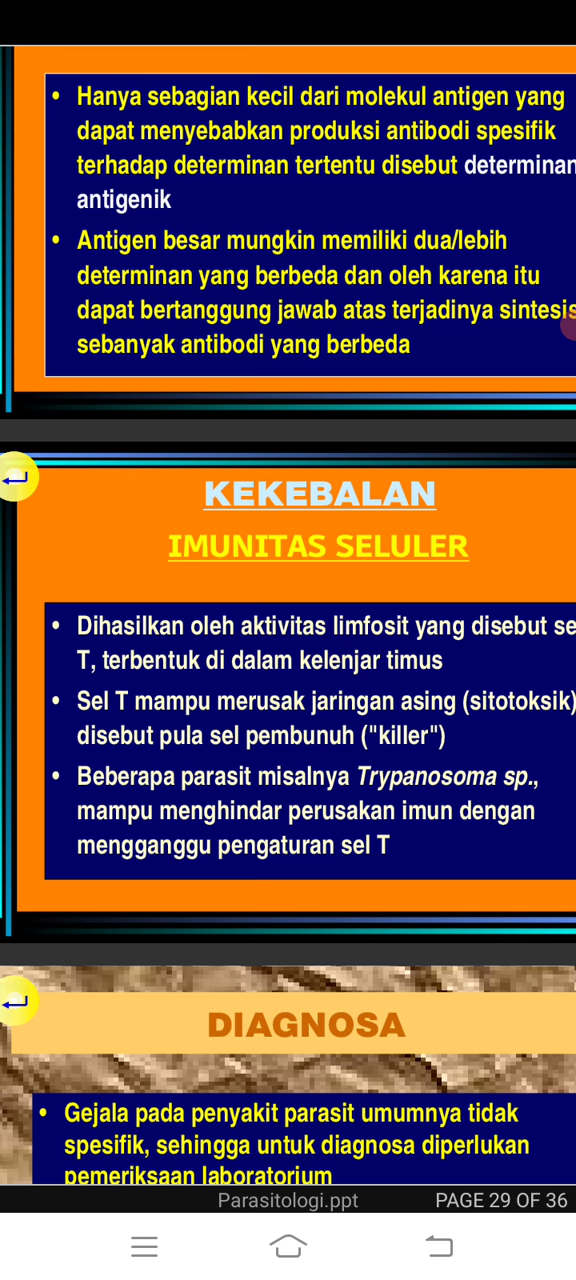 • Hanya sebagian kecil dari molekul antigen yang
dapat menyebabkan produksi antibodi spesifik
terhadap determinan tertentu disebut determinan
antigenik
• Antigen besar mungkin memiliki dua/lebih
determinan yang berbeda dan oleh karena itu
dapat bertanggung jawab atas terjadinya sintesis
sebanyak antibodi yang berbeda
KEKEBALAN
IMUNITAS SELULER
• Dihasilkan oleh aktivitas limfosit yang disebut se
T, terbentuk di dalam kelenjar timus
• Sel T mampu merusak jaringan asing (sitotoksik)
disebut pula sel pembunuh ("killer")
• Beberapa parasit misalnya Trypanosoma sp.,
mampu menghindar perusakan imun dengan
mengganggu pengaturan sel T
DIAGNOSA
• Gejala pada penyakit parasit umumnya tidak
spesifik, sehingga untuk diagnosa diperlukan
pemeriksaan laboratorium
Parasitologi.ppt PAGE 29 OF 36